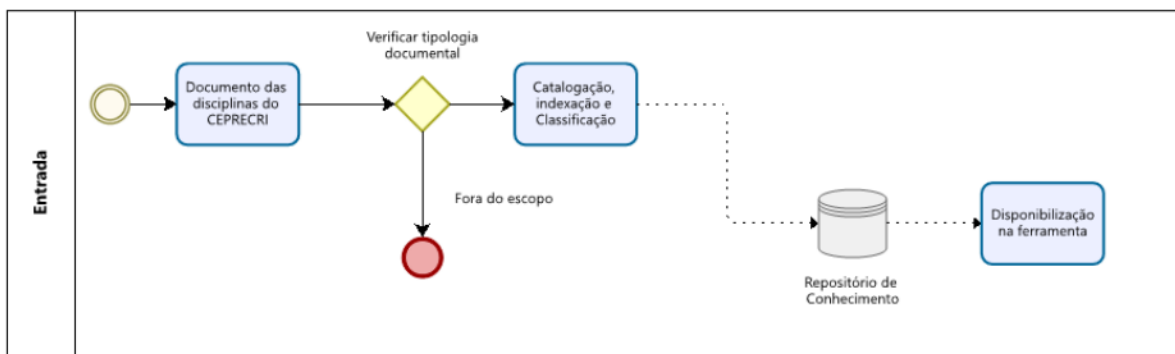 Entrada
Documento das
disciplinas do
CEPRECRI
Verificar tipologia
documental
Catalogação,
indexação e
Classificação
Fora do escopo
Repositório de
Conhecimento
Disponibilização
na ferramenta